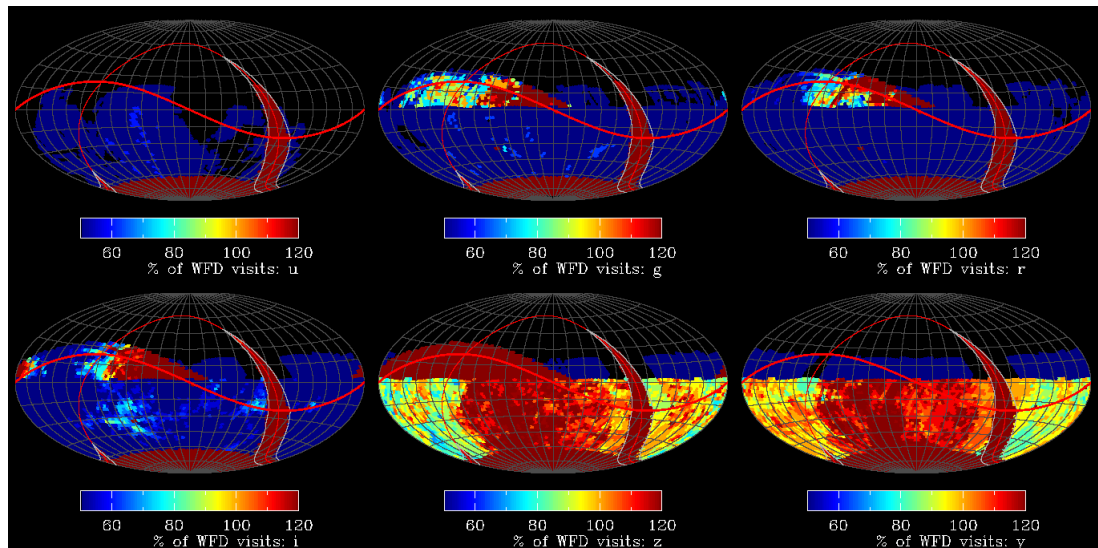 60 80 100 120
% of WFD visits: u
60 80 100 120
% of WFD visits: g
60 80 100 120
% of WFD visits: r
60 80 100 120
% of WFD visits: i
60 80 100 120
% of WFD visits: z
60 80 100 120
% of WFD visits: y